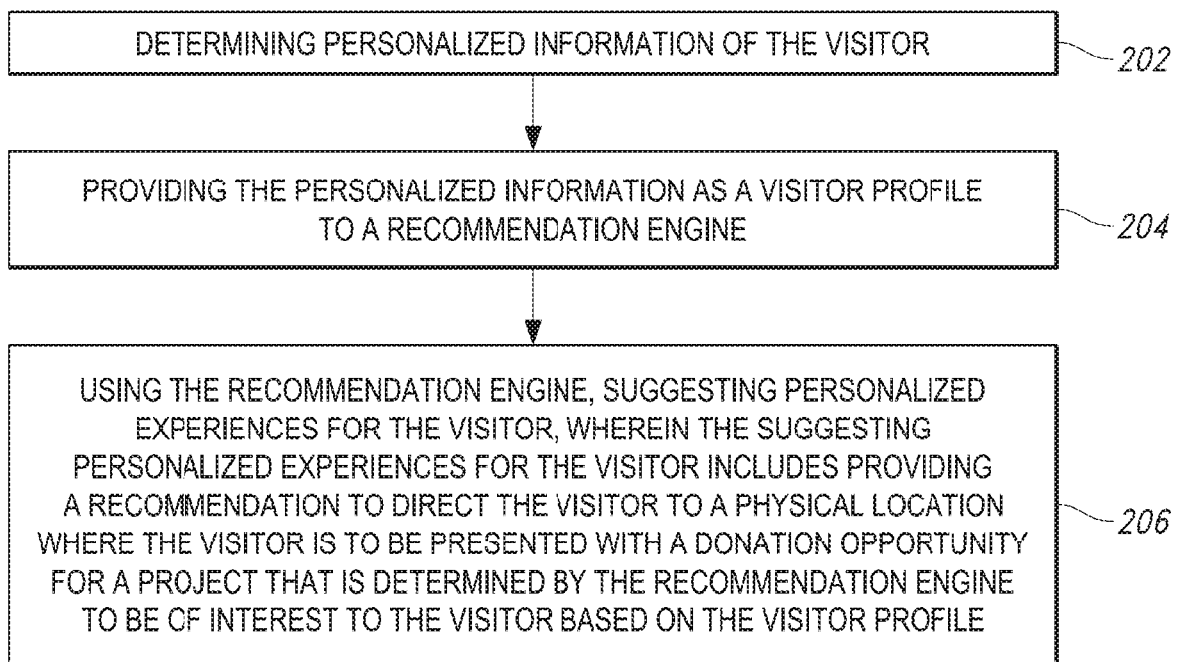 DETERMINING PERSONALIZED INFORMATION OF THE VISITOR
202
PROVIDING THE PERSONALIZED INFORMATION AS A VISITOR PROFILE
TO A RECOMMENDATION ENGINE
204
USING THE RECOMMENDATION ENGINE, SUGGESTING PERSONALIZED
EXPERIENCES FOR THE VISITOR, WHEREIN THE SUGGESTING
PERSONALIZED EXPERIENCES FOR THE VISITOR INCLUDES PROVIDING
A RECOMMENDATION TO DIRECT THE VISITOR TO A PHYSICAL LOCATION
WHERE THE VISITOR IS TO BE PRESENTED WITH A DONATION OPPORTUNITY
FOR A PROJECT THAT IS DETERMINED BY THE RECOMMENDATION ENGINE
TO BE OF INTEREST TO THE VISITOR BASED ON THE VISITOR PROFILE
206